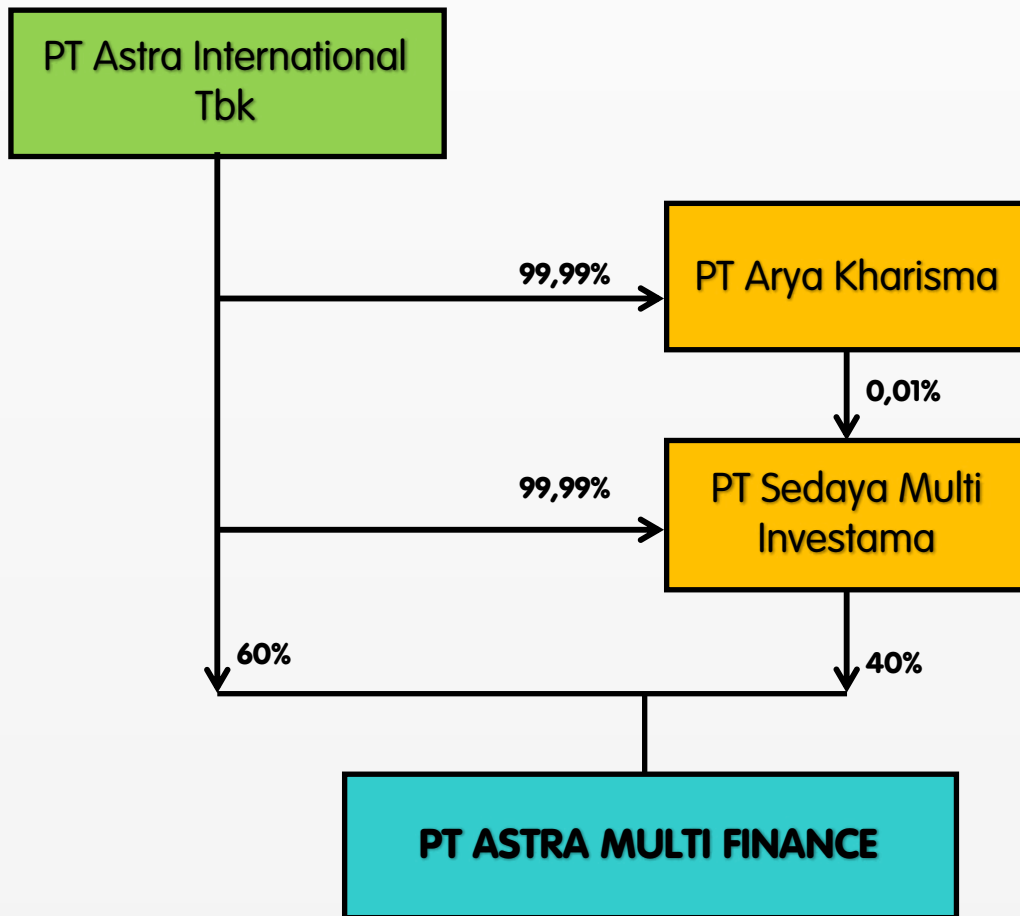 PT Astra International
Tbk
99,99%
PT Arya Kharisma
0,01%
99,99%
PT Sedaya Multi
Investama
60%
40%
PT ASTRA MULTI FINANCE